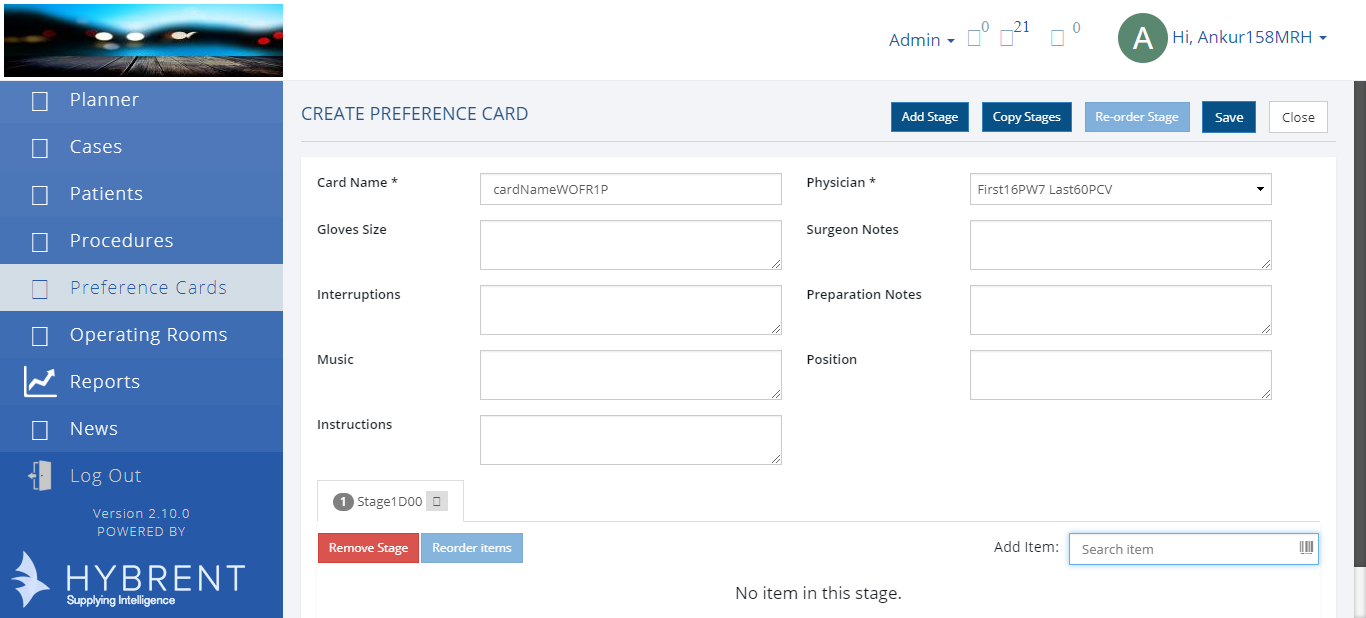 Admin 0 21 0 A Hi, Ankur158MRH
Planner
Cases
Patients
Procedures
Preference Cards
Operating Rooms
Reports
News
Log Out
Version 2.10.0
POWERED BY
HYBRENT
Supplying Intelligence
CREATE PREFERENCE CARD Add Stage Copy Stages Re-order Stage Save Close
Card Name * cardNameWOFR1P Physician * First16PW7 Last60PCV
Gloves Size Surgeon Notes
Interruptions Preparation Notes
Music Position
Instructions
1 Stage1D00
Remove Stage Reorder items Add Item: Search item
No item in this stage.